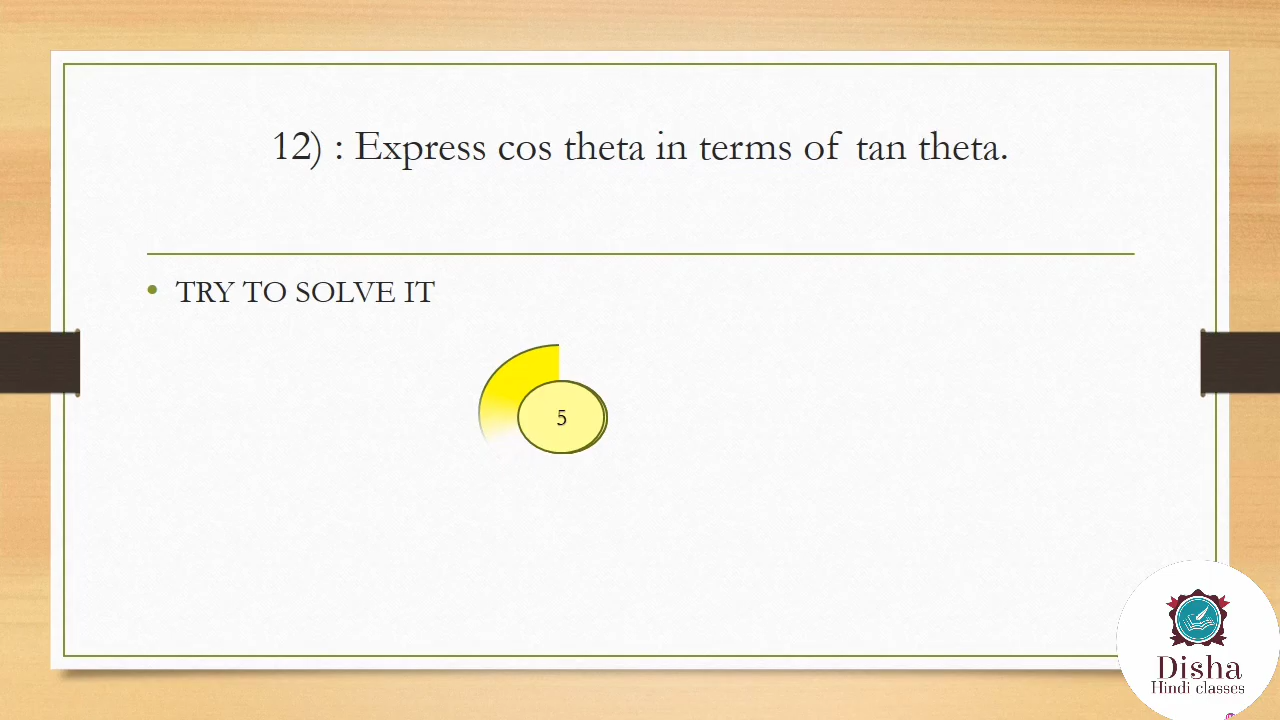 12) : Express cos theta in terms of tan theta.
• TRY TO SOLVE IT
5
Disha
Hindi classes